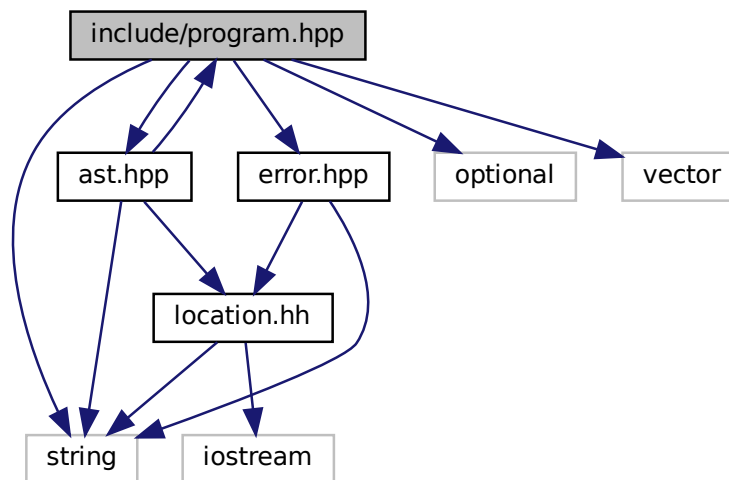 include/program.hpp
ast.hpp
error.hpp
optional
vector
location.hh
string
iostream